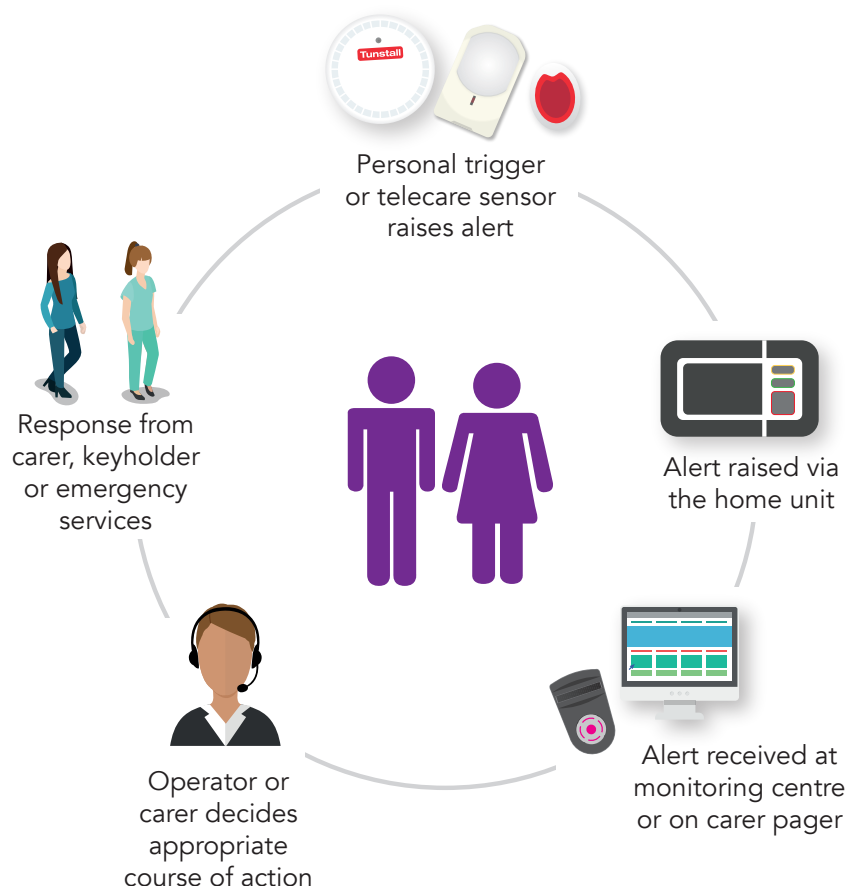 Tunstall
Personal trigger
or telecare sensor
raises alert
Alert raised via
the home unit
Alert received at
monitoring centre
or on carer pager
Operator or
carer decides
appropriate
course of action
Response from
carer, keyholder
or emergency
services